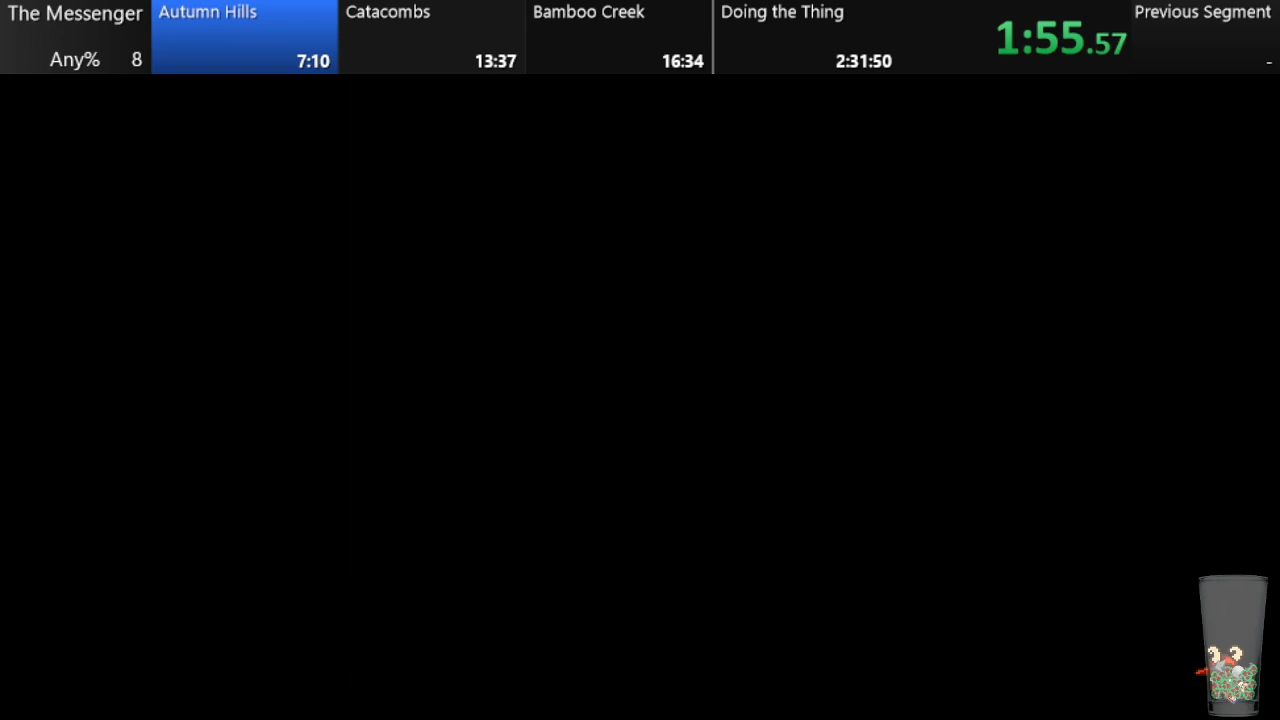 The Messenger
Any% 8
Autumn Hills
7:10
Catacombs
13:37
Bamboo Creek
16:34
Doing the Thing
2:31:50
1:55.57
Previous Segment
-